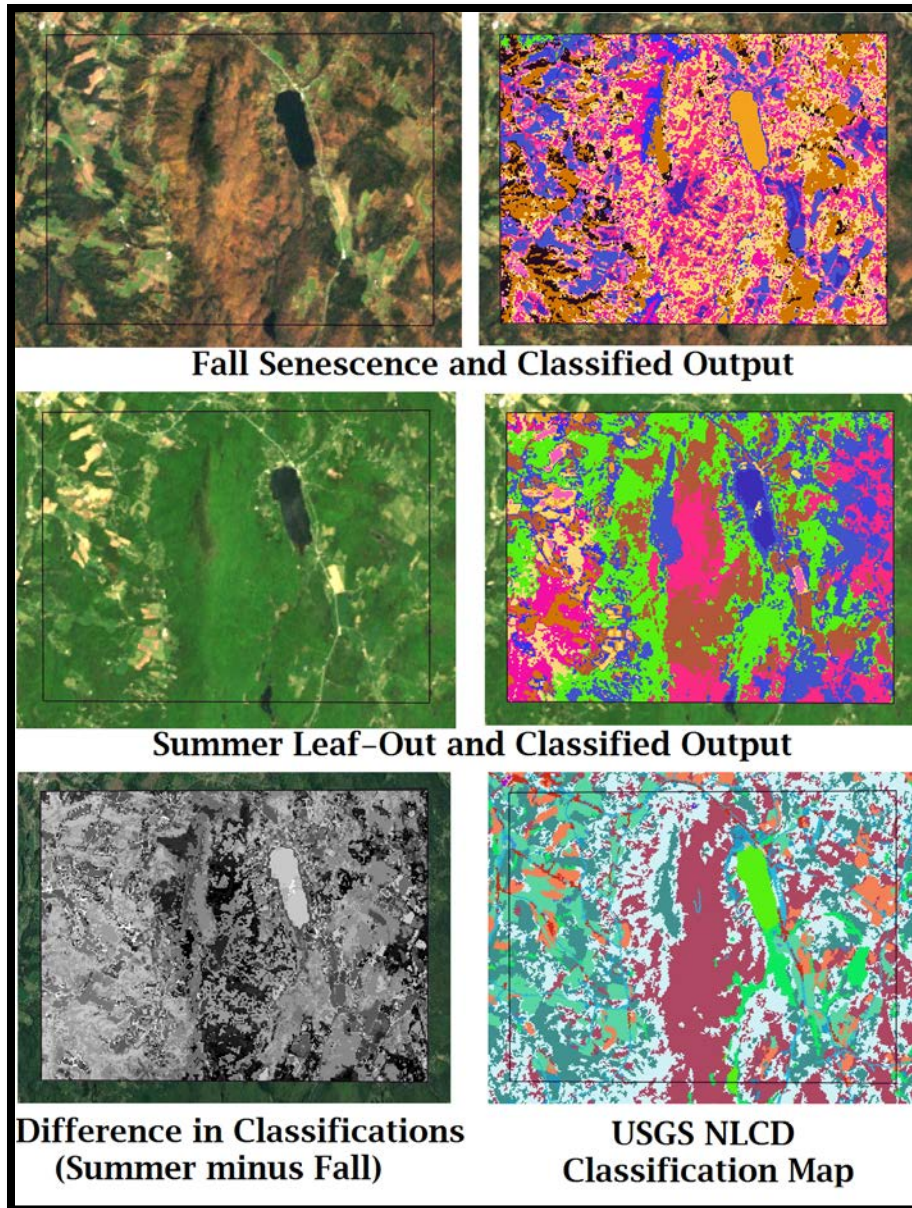 Fall Senescence and Classified Output
Summer Leaf-Out and Classified Output
Difference in Classifications
(Summer minus Fall)
USGS NLCD
Classification Map